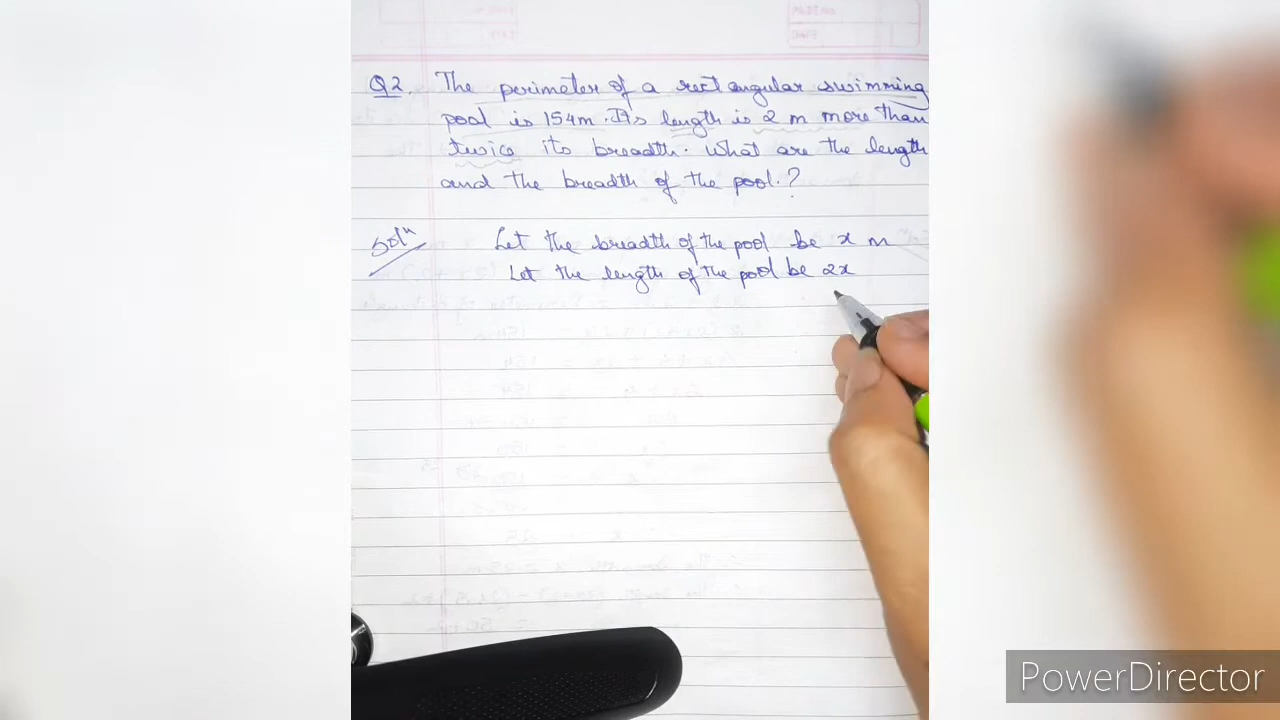 Q2. The perimeter of a rectangular swimming
pool is 154m. Its length is 2 m more than
twice its breadth. What are the length
and the breadth of the pool.?
Solⁿ Let the breadth of the pool be x m
Let the length of the pool be 2x
PowerDirector